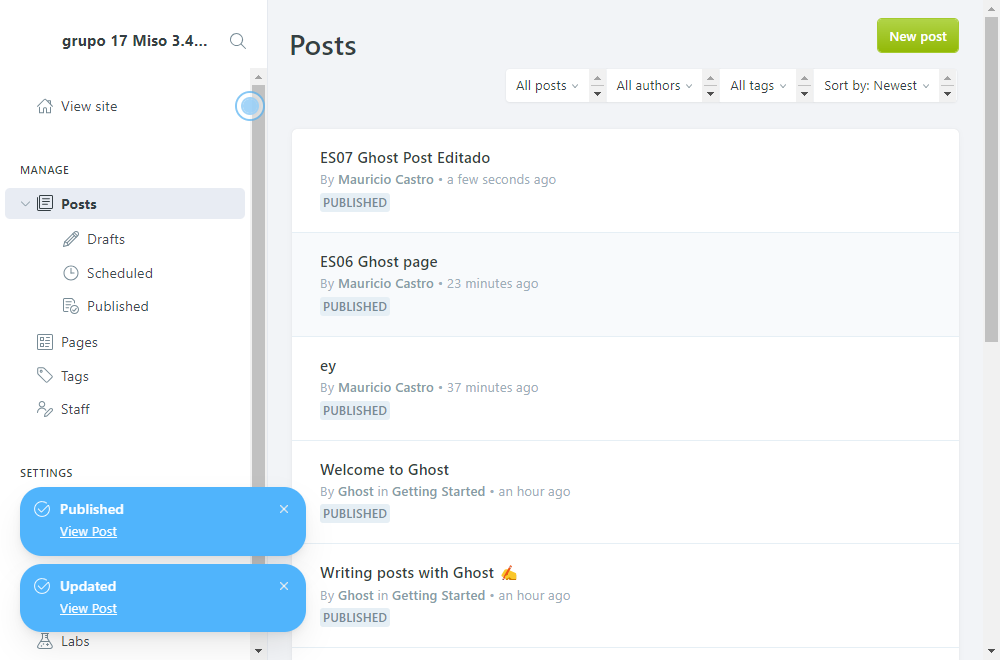 grupo 17 Miso 3.4...
View site
MANAGE
Posts
Drafts
Scheduled
Published
Pages
Tags
Staff
SETTINGS
Published
View Post
Updated
View Post
Labs
Posts
New post
All posts
All authors
All tags
Sort by: Newest
ES07 Ghost Post Editado
By Mauricio Castro • a few seconds ago
PUBLISHED
ES06 Ghost page
By Mauricio Castro • 23 minutes ago
PUBLISHED
ey
By Mauricio Castro • 37 minutes ago
PUBLISHED
Welcome to Ghost
By Ghost in Getting Started • an hour ago
PUBLISHED
Writing posts with Ghost ✍️
By Ghost in Getting Started • an hour ago
PUBLISHED